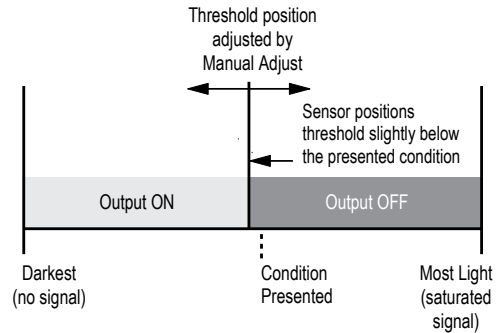 Threshold position
adjusted by
Manual Adjust
Sensor positions
threshold slightly below
the presented condition
Output ON
Output OFF
Darkest
(no signal)
Condition
Presented
Most Light
(saturated
signal)